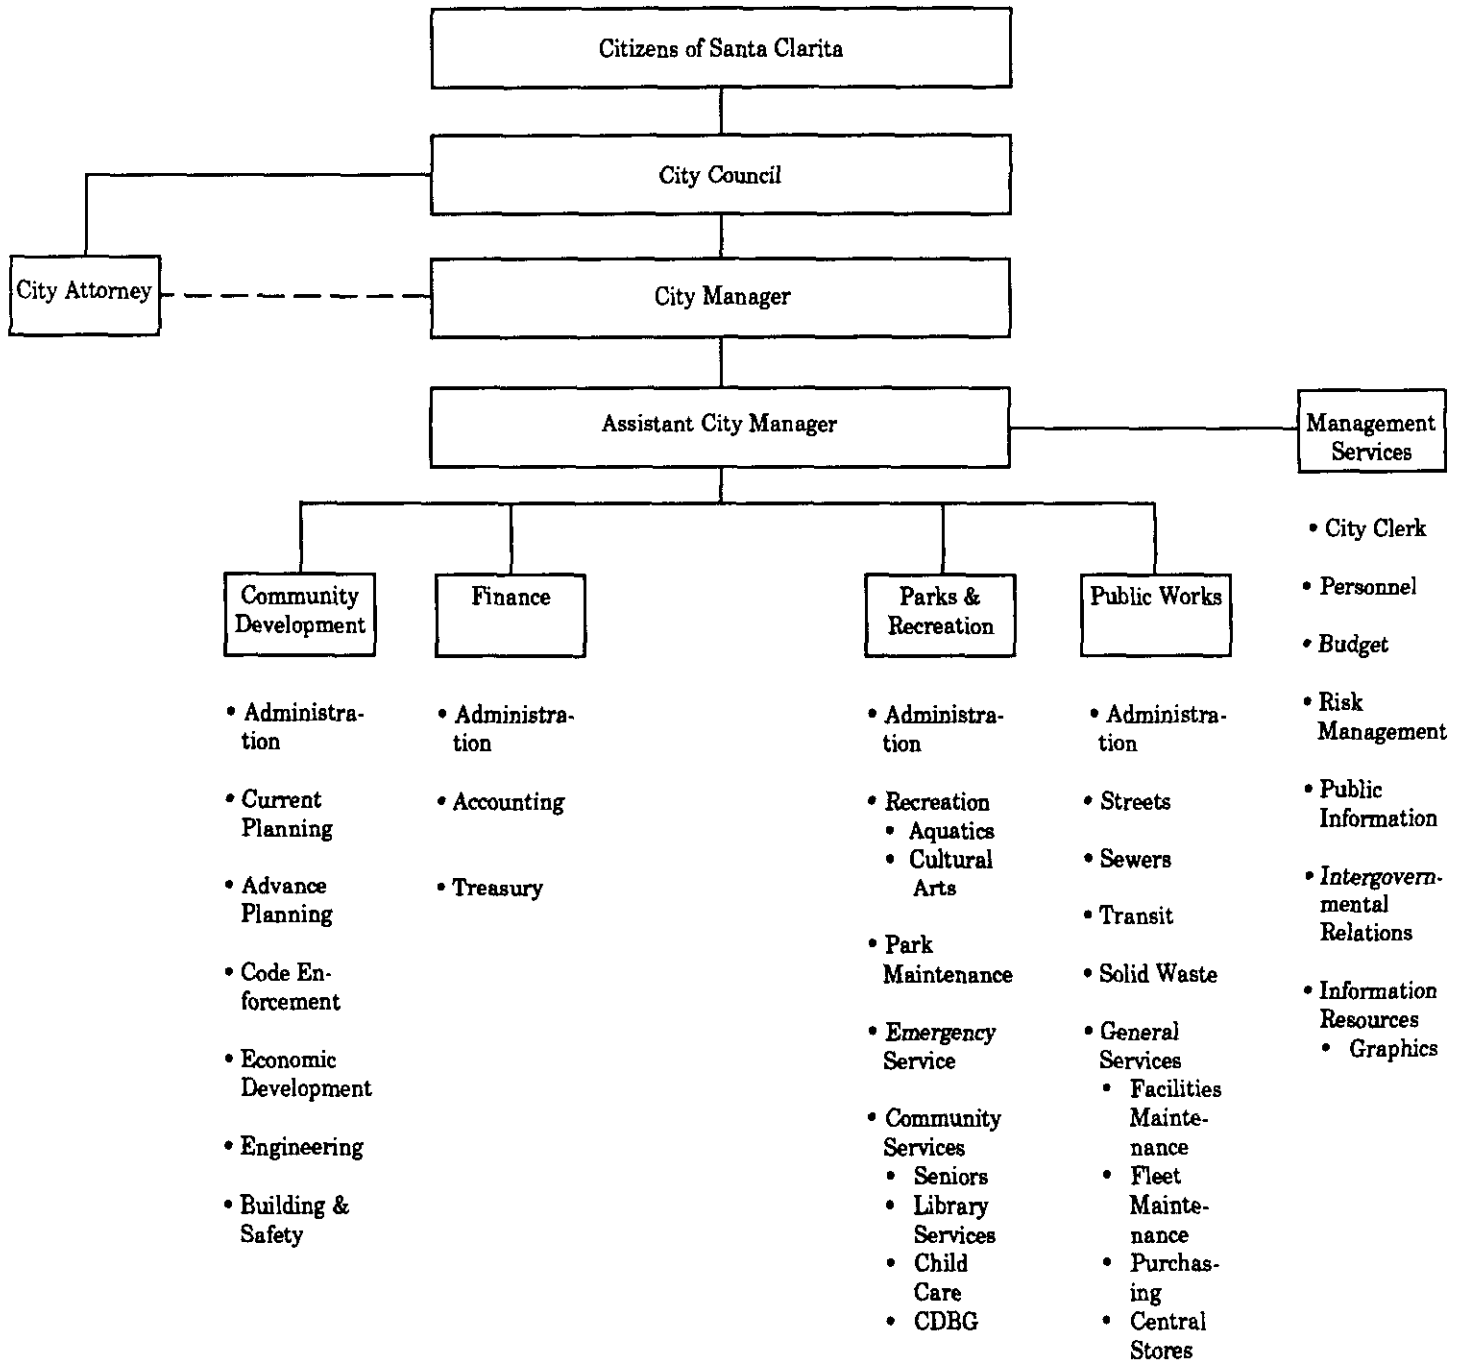 Citizens of Santa Clarita
City Council
City Attorney
City Manager
Assistant City Manager
Management
Services
• City Clerk
• Personnel
• Budget
• Risk
Management
• Public
Information
• Intergovern-
mental
Relations
• Information
Resources
• Graphics
Community
Development
• Administra-
tion
• Current
Planning
• Advance
Planning
• Code En-
forcement
• Economic
Development
• Engineering
• Building &
Safety
Finance
• Administra-
tion
• Accounting
• Treasury
Parks &
Recreation
• Administra-
tion
• Recreation
• Aquatics
• Cultural
Arts
• Park
Maintenance
• Emergency
Service
• Community
Services
• Seniors
• Library
Services
• Child
Care
• CDBG
Public Works
• Administra-
tion
• Streets
• Sewers
• Transit
• Solid Waste
• General
Services
• Facilities
Mainte-
nance
• Fleet
Mainte-
nance
• Purchas-
ing
• Central
Stores